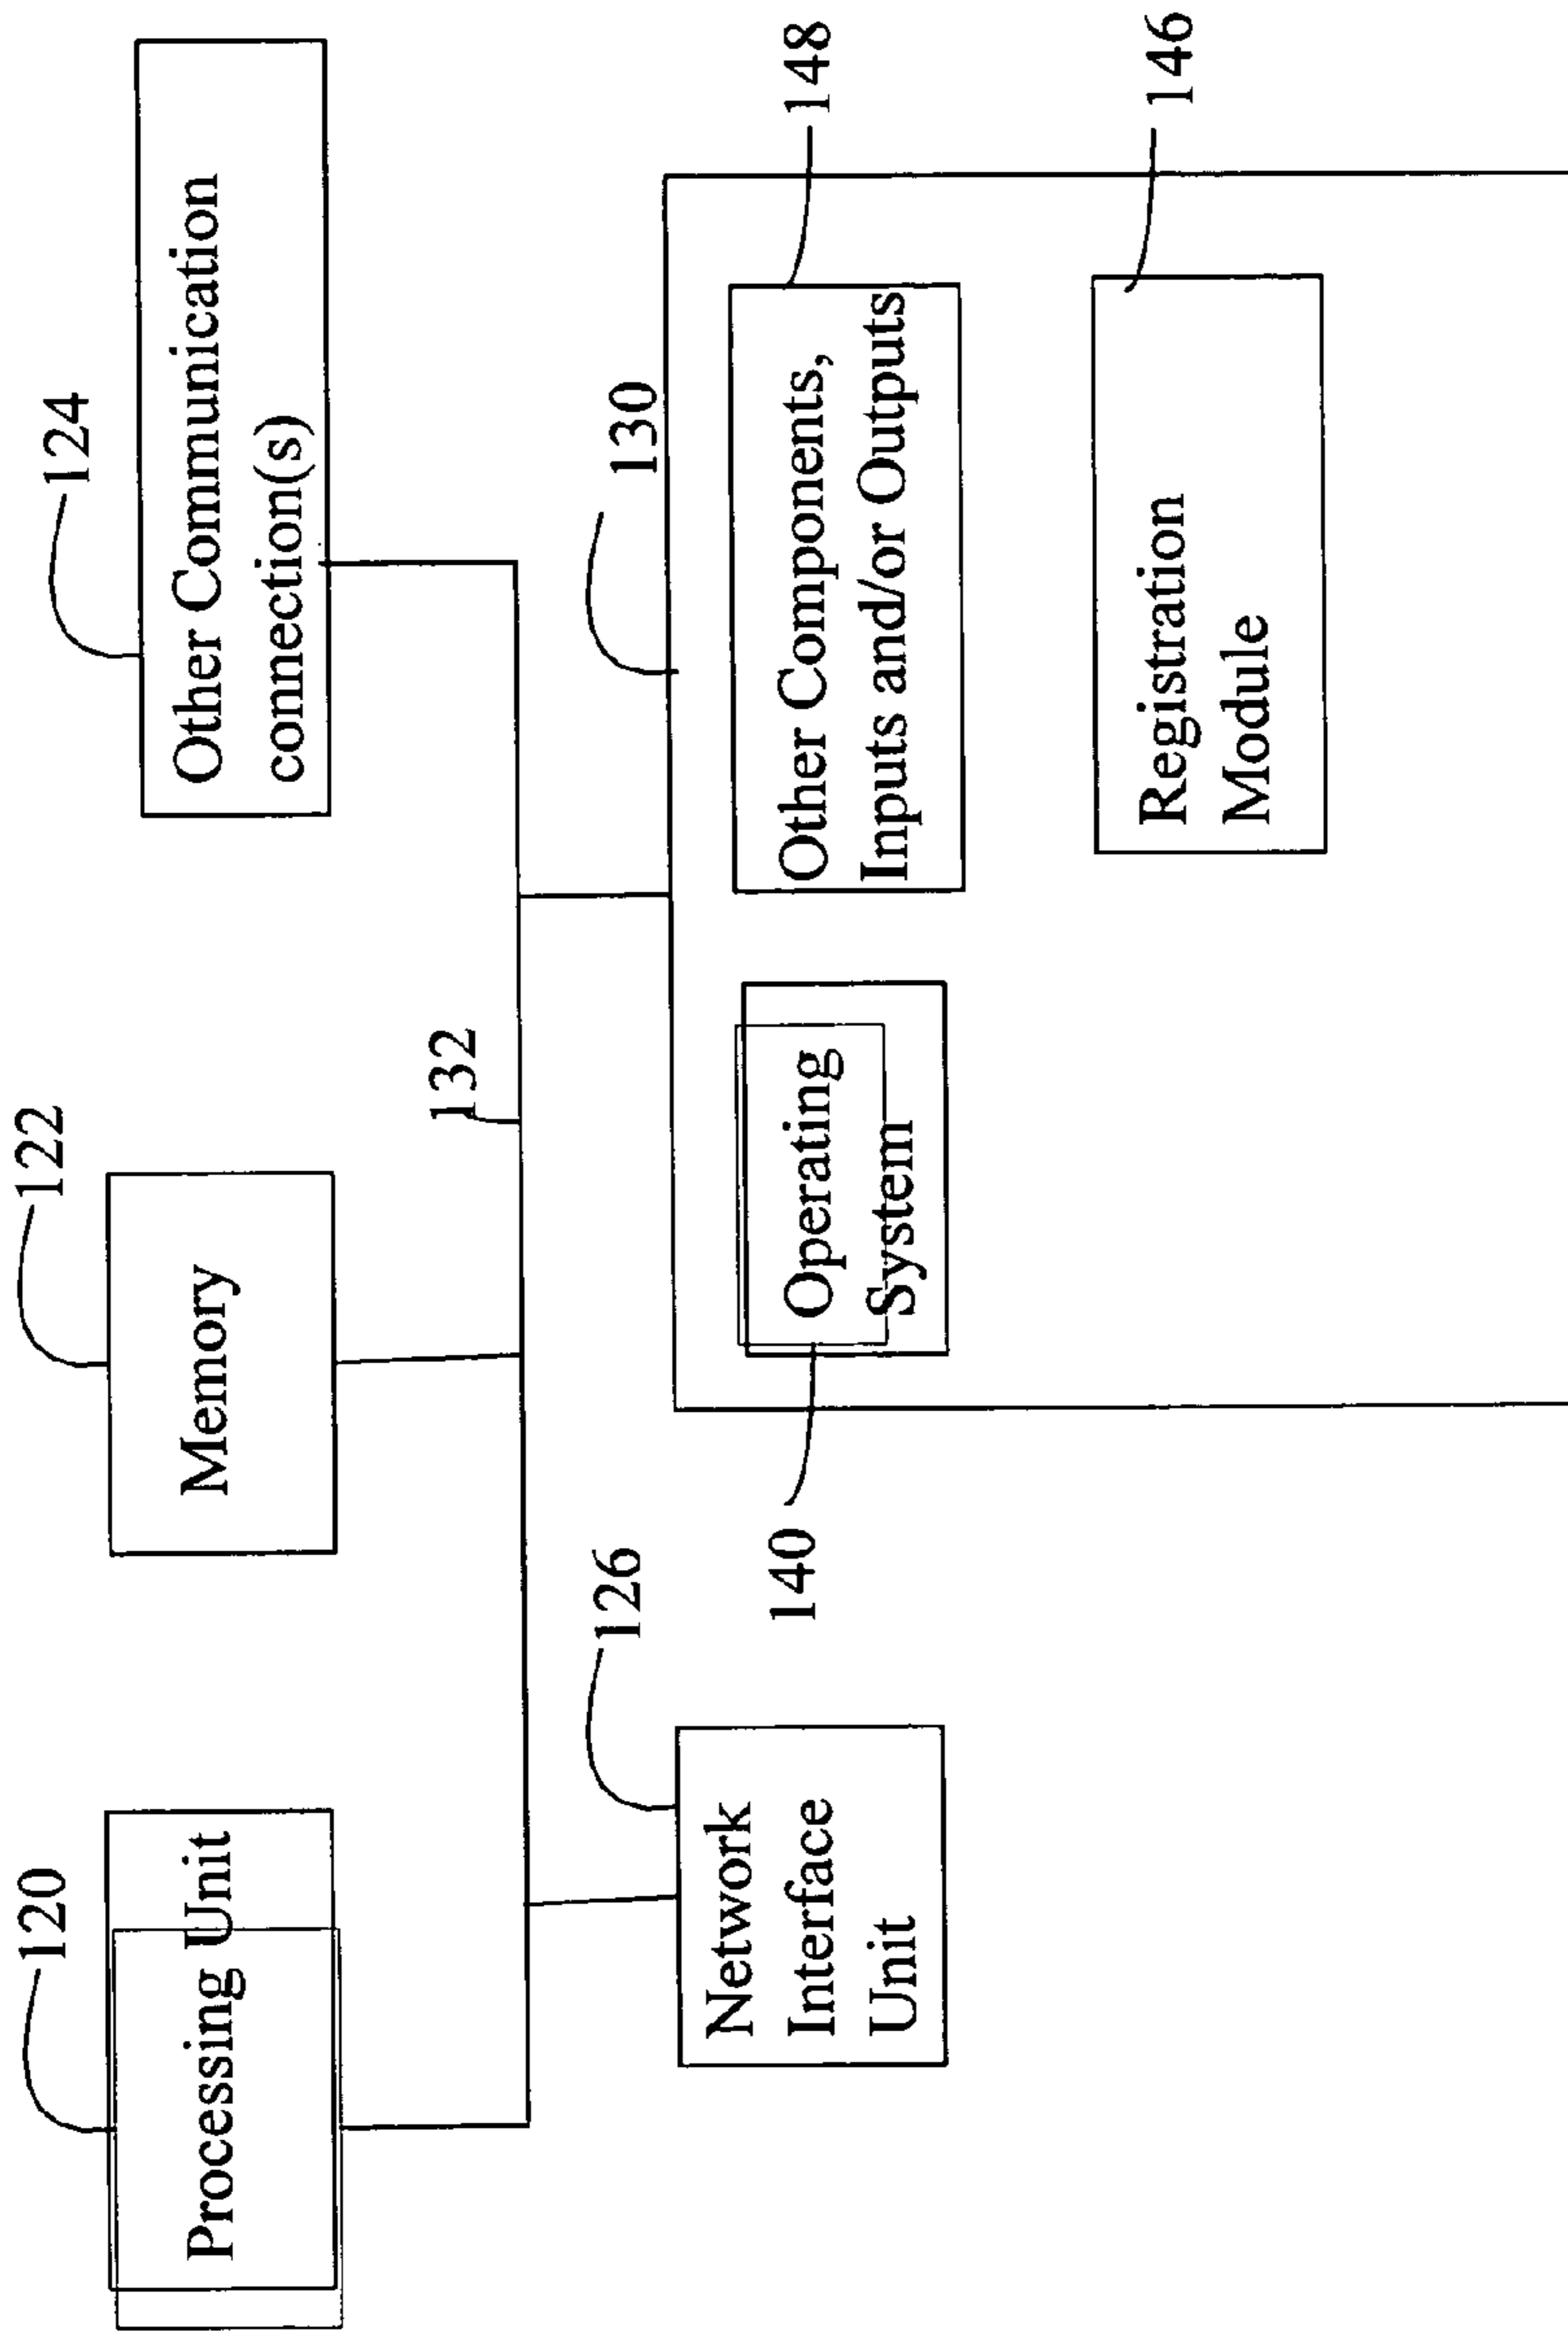 120
Processing Unit
122
Memory
124
Other Communication
connection(s)
132
126
Network
Interface
Unit
130
140
Operating
System
148
Other Components,
Inputs and/or Outputs
146
Registration
Module